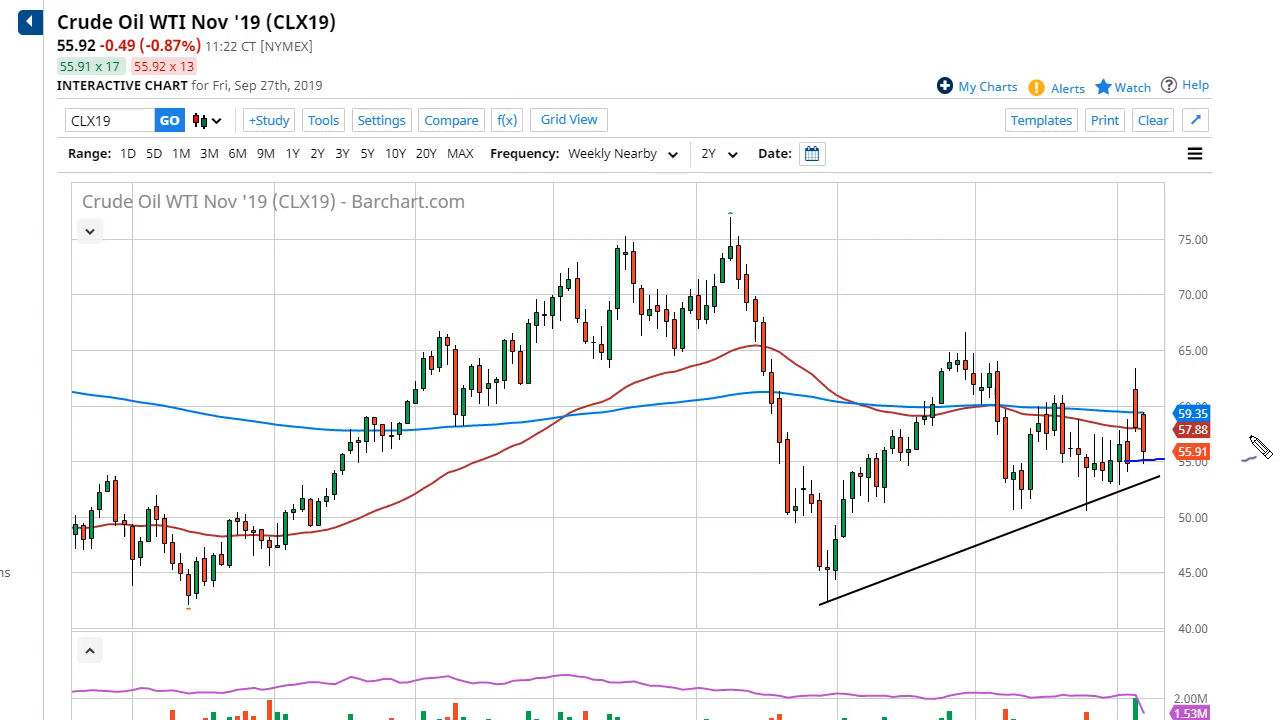 Crude Oil WTI Nov '19 (CLX19)
55.92 -0.49 (-0.87%) 11:22 CT [NYMEX]
55.91 x 17 55.92 x 13
INTERACTIVE CHART for Fri, Sep 27th, 2019
My Charts Alerts Watch Help
CLX19 GO +Study Tools Settings Compare f(x) Grid View Templates Print Clear
Range: 1D 5D 1M 3M 6M 9M 1Y 2Y 3Y 5Y 10Y 20Y MAX Frequency: Weekly Nearby 2Y Date:
Crude Oil WTI Nov '19 (CLX19) - Barchart.com
75.00
70.00
65.00
59.35
57.88
55.91
55.00
50.00
45.00
ns
40.00
2.00M
1.53M